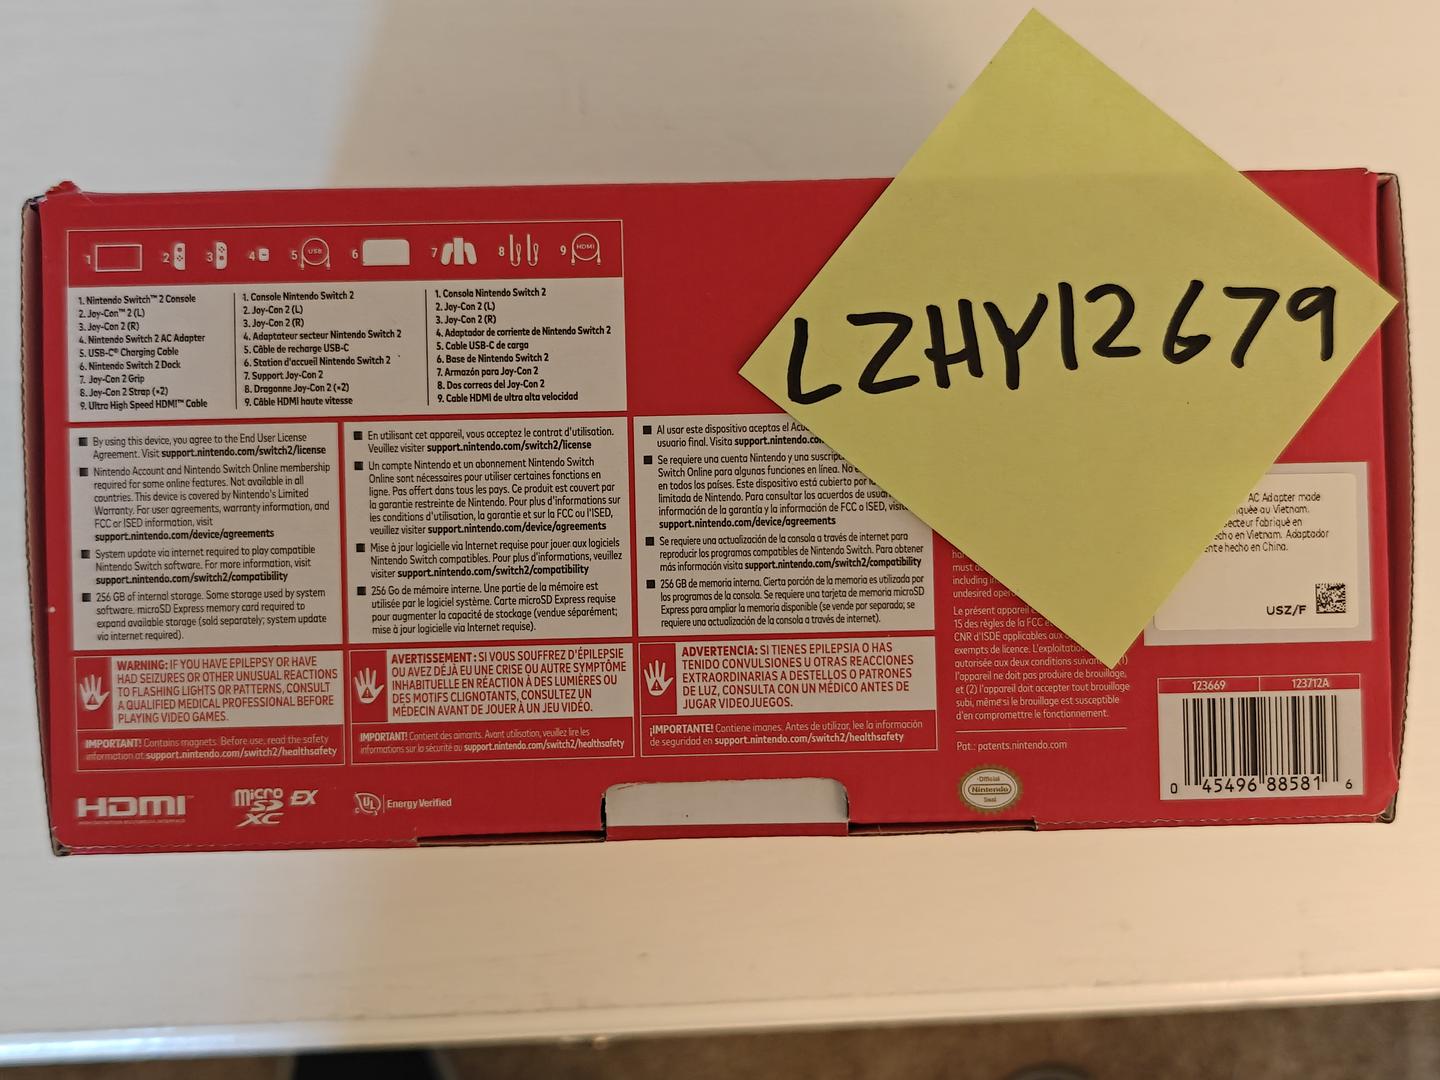 LZHY12679
1 2 3 4 5 USB 6 7 8 9 HDMI
1. Nintendo Switch™ 2 Console
2. Joy-Con™ 2 (L)
3. Joy-Con 2 (R)
4. Nintendo Switch 2 AC Adapter
5. USB-C® Charging Cable
6. Nintendo Switch 2 Dock
7. Joy-Con 2 Grip
8. Joy-Con 2 Strap (×2)
9. Ultra High Speed HDMI™ Cable
1. Console Nintendo Switch 2
2. Joy-Con 2 (L)
3. Joy-Con 2 (R)
4. Adaptateur secteur Nintendo Switch 2
5. Câble de recharge USB-C
6. Station d'accueil Nintendo Switch 2
7. Support Joy-Con 2
8. Dragonne Joy-Con 2 (×2)
9. Câble HDMI haute vitesse
1. Consola Nintendo Switch 2
2. Joy-Con 2 (L)
3. Joy-Con 2 (R)
4. Adaptador de corriente de Nintendo Switch 2
5. Cable USB-C de carga
6. Base de Nintendo Switch 2
7. Armazón para Joy-Con 2
8. Dos correas del Joy-Con 2
9. Cable HDMI de ultra alta velocidad
■ By using this device, you agree to the End User License
Agreement. Visit support.nintendo.com/switch2/license
■ Nintendo Account and Nintendo Switch Online membership
required for some online features. Not available in all
countries. This device is covered by Nintendo's Limited
Warranty. For user agreements, warranty information, and
FCC or ISED information, visit
support.nintendo.com/device/agreements
■ System update via internet required to play compatible
Nintendo Switch software. For more information, visit
support.nintendo.com/switch2/compatibility
■ 256 GB of internal storage. Some storage used by system
software. microSD Express memory card required to
expand available storage (sold separately; system update
via internet required).
■ En utilisant cet appareil, vous acceptez le contrat d'utilisation.
Veuillez visiter support.nintendo.com/switch2/license
■ Un compte Nintendo et un abonnement Nintendo Switch
Online sont nécessaires pour utiliser certaines fonctions en
ligne. Pas offert dans tous les pays. Ce produit est couvert par
la garantie restreinte de Nintendo. Pour plus d'informations sur
les conditions d'utilisation, la garantie et sur la FCC ou l'ISED,
veuillez visiter support.nintendo.com/device/agreements
■ Mise à jour logicielle via Internet requise pour jouer aux logiciels
Nintendo Switch compatibles. Pour plus d'informations, veuillez
visiter support.nintendo.com/switch2/compatibility
■ 256 Go de mémoire interne. Une partie de la mémoire est
utilisée par le logiciel système. Carte microSD Express requise
pour augmenter la capacité de stockage (vendue séparément;
mise à jour logicielle via Internet requise).
■ Al usar este dispositivo aceptas el
usuario final. Visita support.nintendo.co
■ Se requiere una cuenta Nintendo y una
Switch Online para algunas funciones en línea. No
en todos los países. Este dispositivo está cubierto por
limitada de Nintendo. Para consultar los acuerdos de
información de la garantía y la información de FCC o ISED,
support.nintendo.com/device/agreements
■ Se requiere una actualización de la consola a través de internet para
reproducir los programas compatibles de Nintendo Switch. Para obtener
más información visita support.nintendo.com/switch2/compatibility
■ 256 GB de memoria interna. Cierta porción de la memoria es utilizada por
los programas de la consola. Se requiere una tarjeta de memoria microSD
Express para ampliar la memoria disponible (se vende por separado; se
requiere una actualización de la consola a través de internet).
WARNING: IF YOU HAVE EPILEPSY OR HAVE
HAD SEIZURES OR OTHER UNUSUAL REACTIONS
TO FLASHING LIGHTS OR PATTERNS, CONSULT
A QUALIFIED MEDICAL PROFESSIONAL BEFORE
PLAYING VIDEO GAMES.
IMPORTANT! Contains magnets. Before use, read the safety
information at support.nintendo.com/switch2/healthsafety
AVERTISSEMENT : SI VOUS SOUFFREZ D'ÉPILEPSIE
OU AVEZ DÉJÀ EU UNE CRISE OU AUTRE SYMPTÔME
INHABITUELLE EN RÉACTION À DES LUMIÈRES OU
DES MOTIFS CLIGNOTANTS, CONSULTEZ UN
MÉDECIN AVANT DE JOUER À UN JEU VIDÉO.
IMPORTANT! Contient des aimants. Avant utilisation, veuillez lire les
informations sur la sécurité au support.nintendo.com/switch2/healthsafety
ADVERTENCIA: SI TIENES EPILEPSIA O HAS
TENIDO CONVULSIONES U OTRAS REACCIONES
EXTRAORDINARIAS A DESTELLOS O PATRONES
DE LUZ, CONSULTA CON UN MÉDICO ANTES DE
JUGAR VIDEOJUEGOS.
¡IMPORTANTE! Contiene imanes. Antes de utilizar, lee la información
de seguridad en support.nintendo.com/switch2/healthsafety
must
including
undesired
Le présent appareil
15 des règles de la FCC
CNR d'ISDE applicables aux
exempts de licence. L'exploitation
autorisée aux deux conditions suivantes (1)
l'appareil ne doit pas produire de brouillage,
et (2) l'appareil doit accepter tout brouillage
subi, même si le brouillage est susceptible
d'en compromettre le fonctionnement.
Pat.: patents.nintendo.com
AC Adapter made
au Vietnam.
secteur fabriqué en
hecho en Vietnam. Adaptador
hecho en China.
USZ/F
123669 123712A
0 45496 88581 6
HDMI
HIGH-DEFINITION MULTIMEDIA INTERFACE
micro SD XC EX
UL Energy Verified
Official
Nintendo
Seal